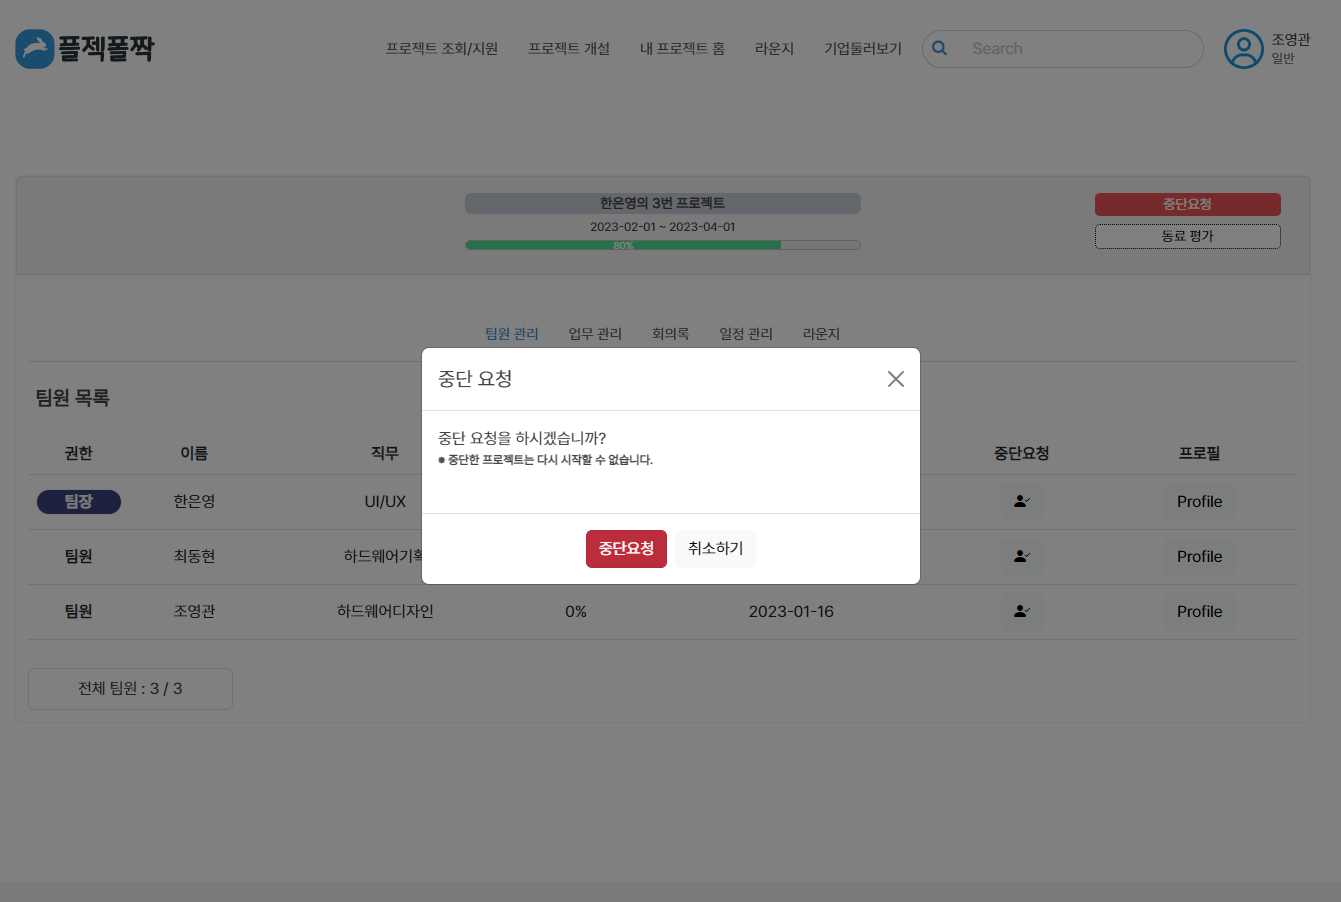 플젝폴짝
프로젝트 조회/지원 프로젝트 개설 내 프로젝트 홈 라운지 기업둘러보기 Search 조영관
일반
한은영의 3번 프로젝트 중단요청
2023-02-01 ~ 2023-04-01
동료 평가
80%
팀원 관리 업무 관리 회의록 일정 관리 라운지
중단 요청
중단 요청을 하시겠습니까?
※ 중단한 프로젝트는 다시 시작할 수 없습니다.
중단요청 취소하기
팀원 목록
권한 이름 직무 중단요청 프로필
팀장 한은영 UI/UX Profile
팀원 최동현 하드웨어기획 Profile
팀원 조영관 하드웨어디자인 0% 2023-01-16 Profile
전체 팀원 : 3 / 3